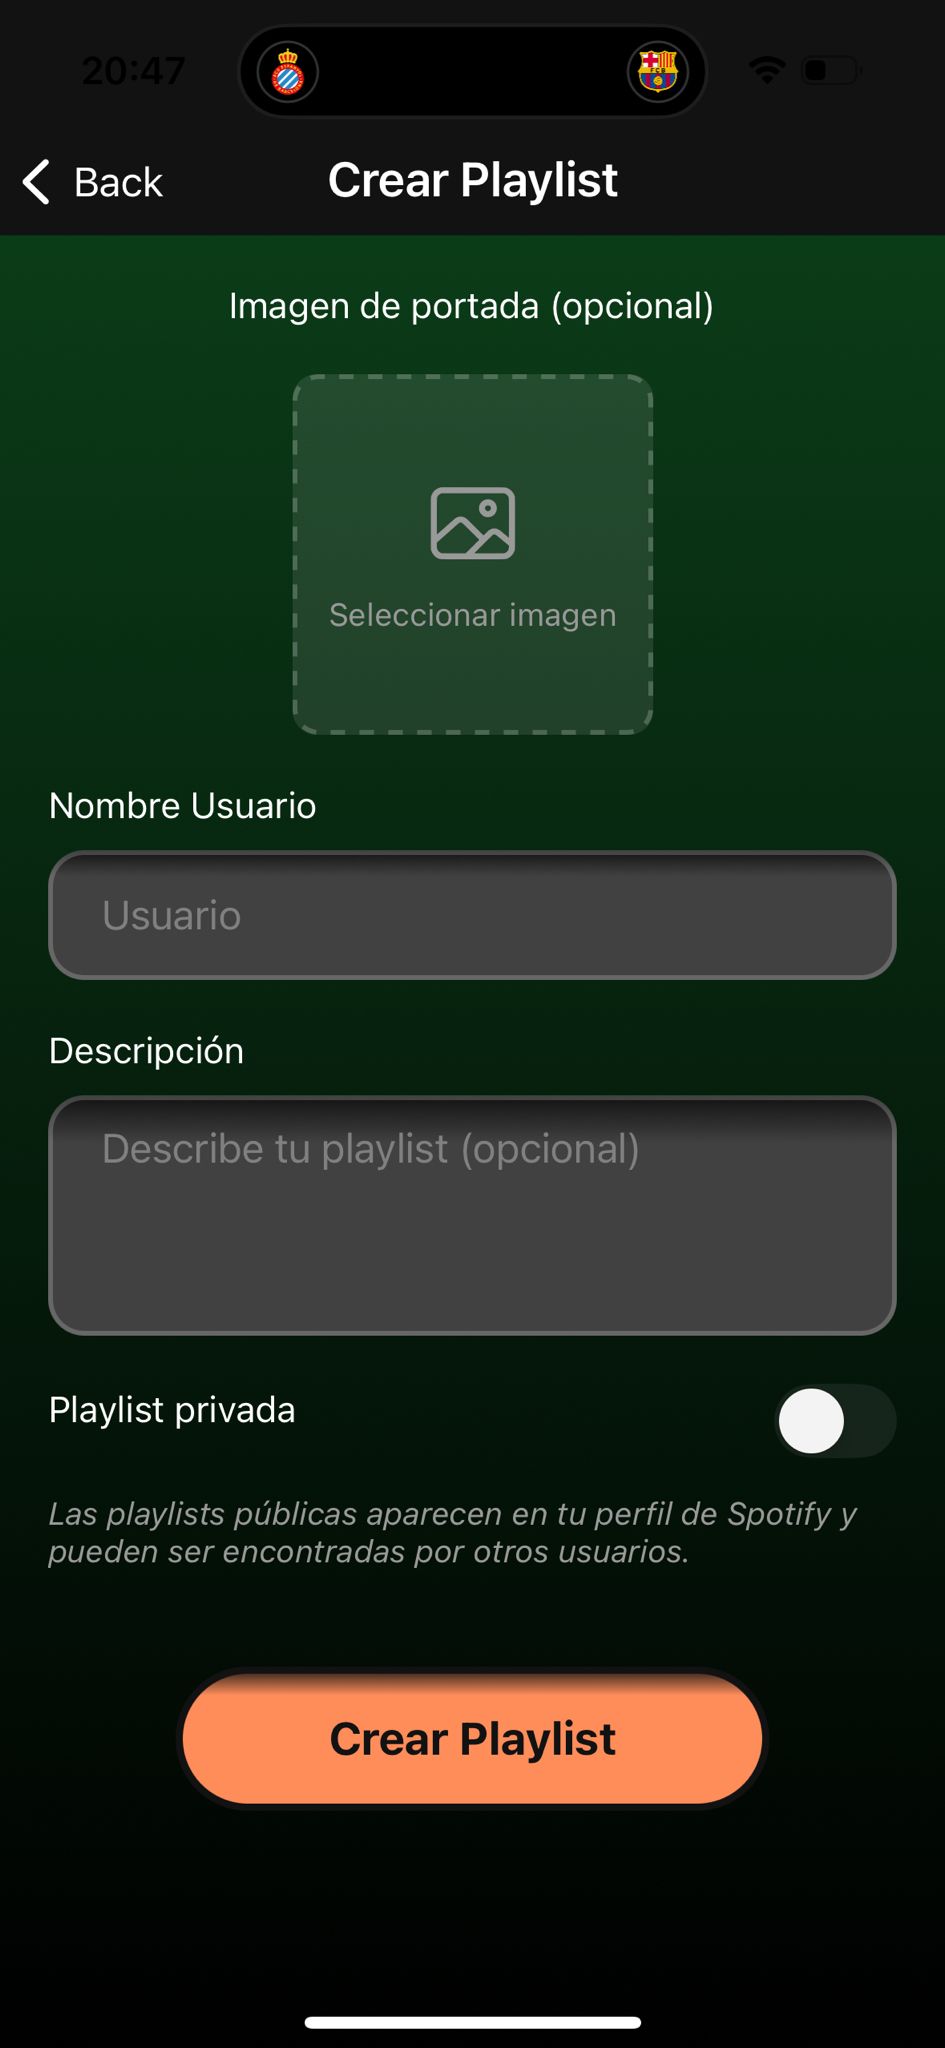 20:47
Back
Crear Playlist
Imagen de portada (opcional)
Seleccionar imagen
Nombre Usuario
Usuario
Descripción
Describe tu playlist (opcional)
Playlist privada
Las playlists públicas aparecen en tu perfil de Spotify y
pueden ser encontradas por otros usuarios.
Crear Playlist